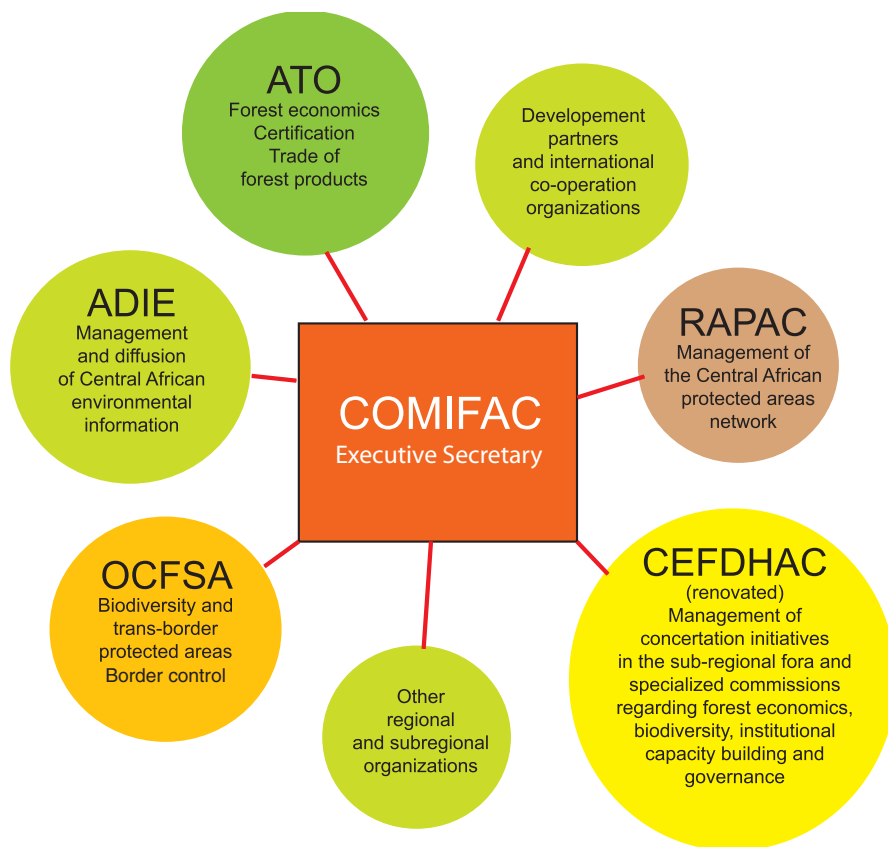 ATO
Forest economics
Certification
Trade of
forest products
Developement
partners
and international
co-operation
organizations
ADIE
Management
and diffusion
of Central African
environmental
information
RAPAC
Management of
the Central African
protected areas
network
COMIFAC
Executive Secretary
OCFSA
Biodiversity and
trans-border
protected areas
Border control
CEFDHAC
(renovated)
Management of
concertation initiatives
in the sub-regional fora and
specialized commissions
regarding forest economics,
biodiversity, institutional
capacity building and
governance
Other
regional
and subregional
organizations